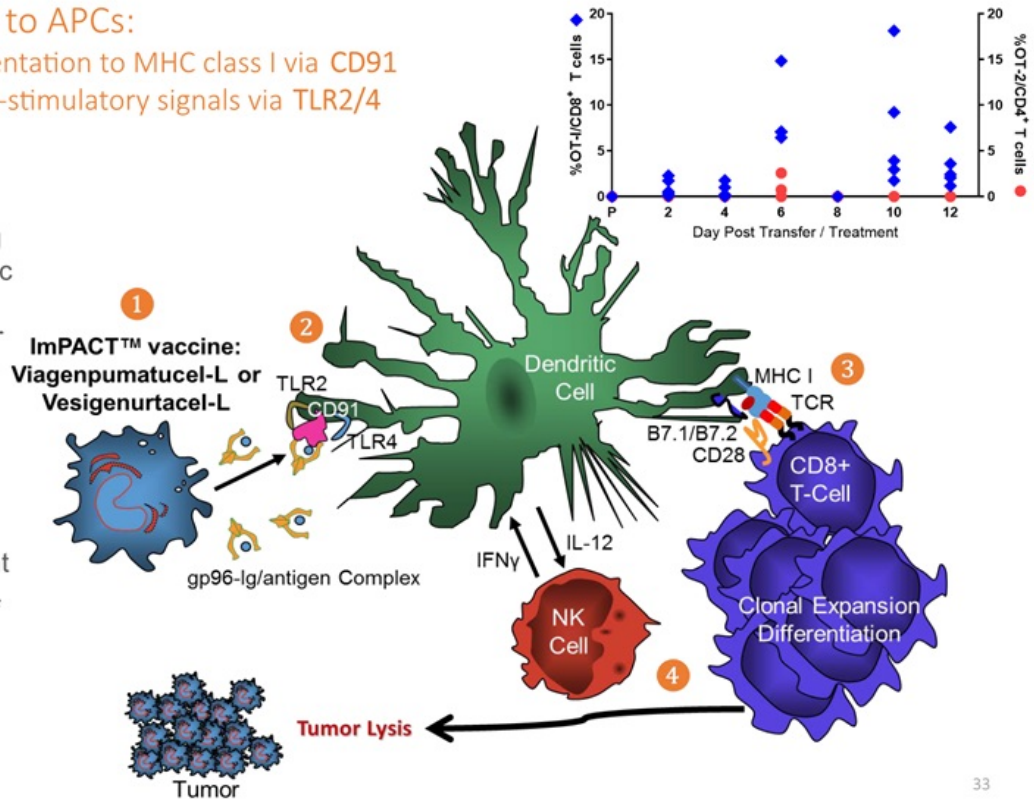 to APCs:
entation to MHC class I via CD91
-stimulatory signals via TLR2/4
%OT-I/CD8+ T cells
20
15
10
5
0
20
15
10
5
0
%OT-2/CD4+ T cells
P 2 4 6 8 10 12
Day Post Transfer / Treatment
c
1
ImPACT™ vaccine:
Viagenpumatucel-L or
Vesigenurtacel-L
2
TLR2
CD91
TLR4
Dendritic
Cell
MHC I
3
TCR
B7.1/B7.2
CD28
CD8+
T-Cell
gp96-Ig/antigen Complex
t
IFNγ
IL-12
NK
Cell
Clonal Expansion
Differentiation
4
Tumor Lysis
Tumor
33